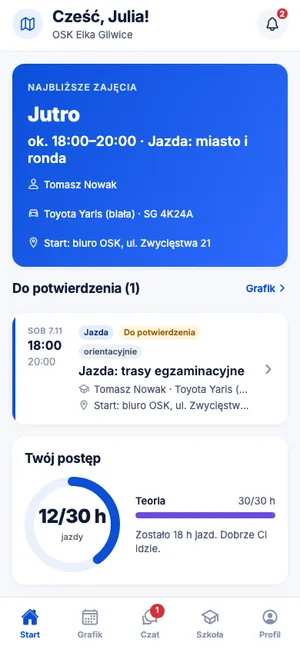 Cześć, Julia!
OSK Elka Gliwice
2
NAJBLIŻSZE ZAJĘCIA
Jutro
ok. 18:00–20:00 · Jazda: miasto i
ronda
Tomasz Nowak
Toyota Yaris (biała) · SG 4K24A
Start: biuro OSK, ul. Zwycięstwa 21
Do potwierdzenia (1)
Grafik
SOB 7.11
18:00
20:00
Jazda
Do potwierdzenia
orientacyjnie
Jazda: trasy egzaminacyjne
Tomasz Nowak · Toyota Yaris (...
Start: biuro OSK, ul. Zwycięstw...
Twój postęp
12/30 h
jazdy
Teoria
30/30 h
Zostało 18 h jazd. Dobrze Ci
idzie.
1
Start
Grafik
Czat
Szkoła
Profil